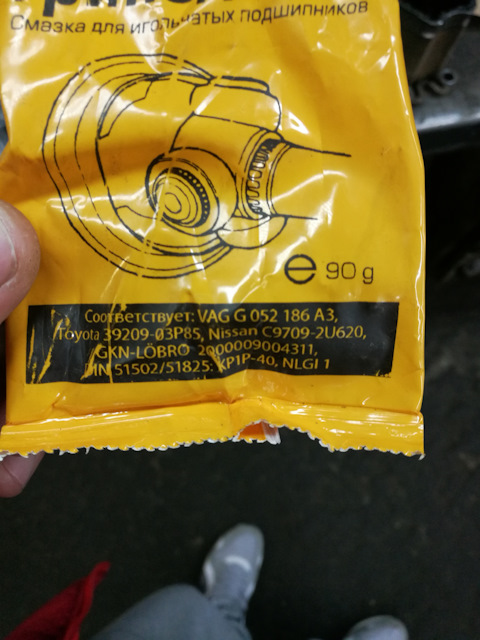 Смазка для игольчатых подшипников
e 90 g
Соответствует: VAG G 052 186 A3,
Toyota 39209-03P85, Nissan C9709-2U620,
GKN-LÖBRO 2000009004311,
DIN 51502/51825: KP1P-40, NLGI 1